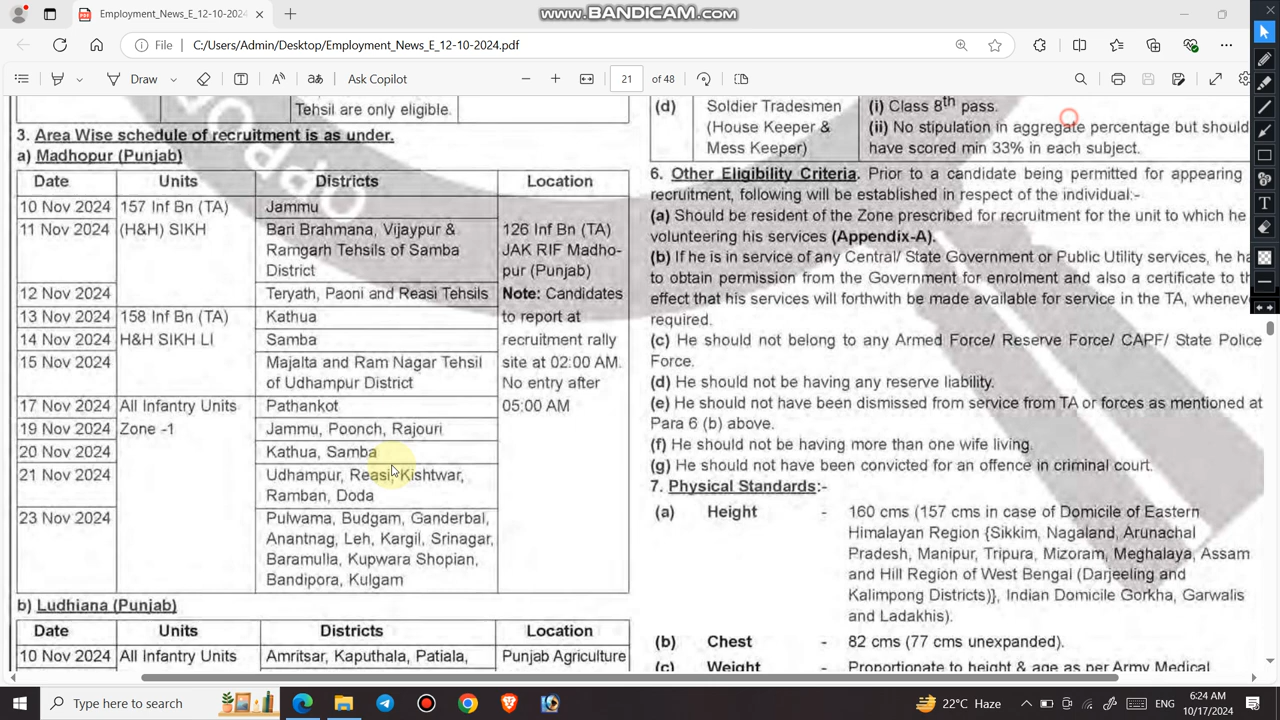 Employment_News_E_12-10-2024.p
www.BANDICAM.com
File
C:/Users/Admin/Desktop/Employment_News_E_12-10-2024.pdf
Draw
Ask Copilot
21 of 48
Tehsil are only eligible.
3. Area Wise schedule of recruitment is as under.
a) Madhopur (Punjab)
Date Units Districts Location
10 Nov 2024 157 Inf Bn (TA) Jammu
11 Nov 2024 (H&H) SIKH Bari Brahmana, Vijaypur & 126 Inf Bn (TA)
Ramgarh Tehsils of Samba JAK RIF Madho-
District pur (Punjab)
12 Nov 2024 Teryath, Paoni and Reasi Tehsils Note: Candidates
13 Nov 2024 158 Inf Bn (TA) Kathua to report at
14 Nov 2024 H&H SIKH LI Samba recruitment rally
15 Nov 2024 Majalta and Ram Nagar Tehsil site at 02:00 AM.
of Udhampur District No entry after
17 Nov 2024 All Infantry Units Pathankot 05:00 AM
19 Nov 2024 Zone -1 Jammu, Poonch, Rajouri
20 Nov 2024 Kathua, Samba
21 Nov 2024 Udhampur, Reasi, Kishtwar,
Ramban, Doda
23 Nov 2024 Pulwama, Budgam, Ganderbal,
Anantnag, Leh, Kargil, Srinagar,
Baramulla, Kupwara Shopian,
Bandipora, Kulgam
b) Ludhiana (Punjab)
Date Units Districts Location
10 Nov 2024 All Infantry Units Amritsar, Kaputhala, Patiala, Punjab Agriculture
(d) Soldier Tradesmen (i) Class 8th pass.
(House Keeper & (ii) No stipulation in aggregate percentage but should
Mess Keeper) have scored min 33% in each subject.
6. Other Eligibility Criteria. Prior to a candidate being permitted for appearing
recruitment, following will be established in respect of the individual:-
(a) Should be resident of the Zone prescribed for recruitment for the unit to which he
volunteering his services (Appendix-A).
(b) If he is in service of any Central/ State Government or Public Utility services, he ha
to obtain permission from the Government for enrolment and also a certificate to th
effect that his services will forthwith be made available for service in the TA, wheneve
required.
(c) He should not belong to any Armed Force/ Reserve Force/ CAPF/ State Police
Force.
(d) He should not be having any reserve liability.
(e) He should not have been dismissed from service from TA or forces as mentioned at
Para 6 (b) above.
(f) He should not be having more than one wife living.
(g) He should not have been convicted for an offence in criminal court.
7. Physical Standards:-
(a) Height - 160 cms (157 cms in case of Domicile of Eastern
Himalayan Region {Sikkim, Nagaland, Arunachal
Pradesh, Manipur, Tripura, Mizoram, Meghalaya, Assam
and Hill Region of West Bengal (Darjeeling and
Kalimpong Districts)}, Indian Domicile Gorkha, Garwalis
and Ladakhis).
(b) Chest - 82 cms (77 cms unexpanded).
(c) Weight - Proportionate to height & age as per Army Medical
Type here to search
22°C Haze
6:24 AM
10/17/2024